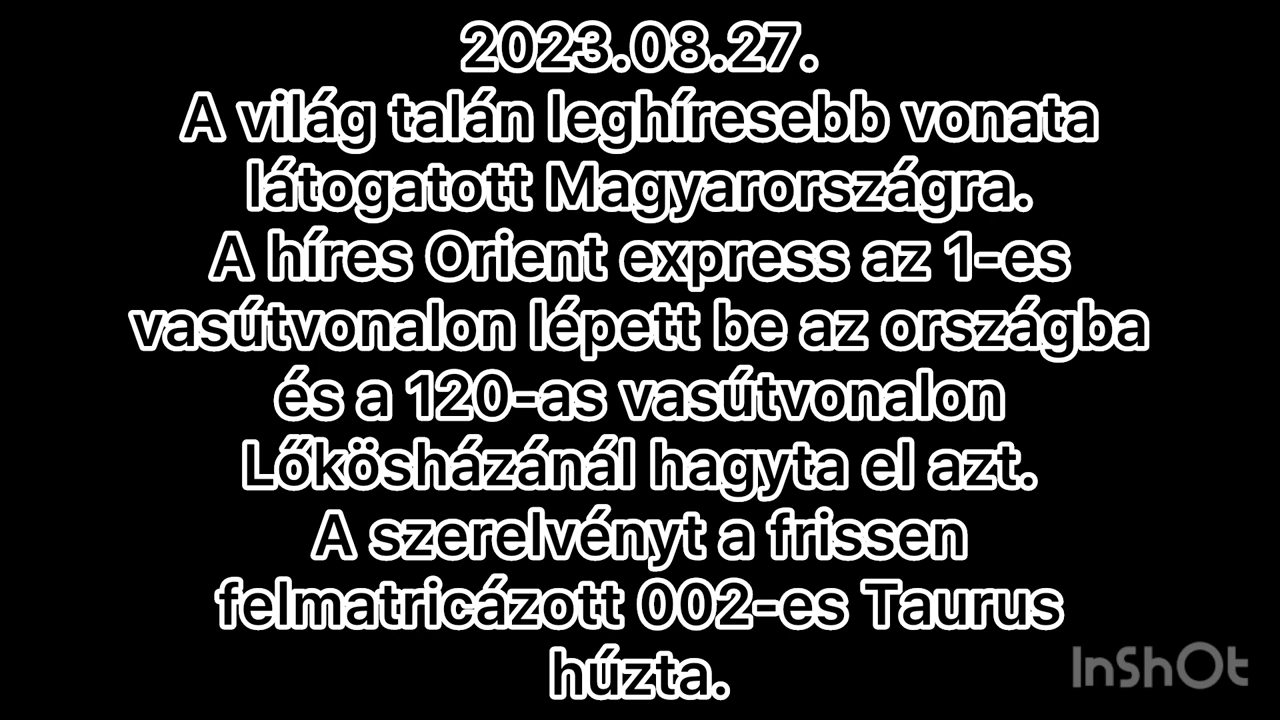 2023.08.27.
A világ talán leghíresebb vonata
látogatott Magyarországra.
A híres Orient express az 1-es
vasútvonalon lépett be az országba
és a 120-as vasútvonalon
Lőkösházánál hagyta el azt.
A szerelvényt a frissen
felmatricázott 002-es Taurus
húzta.
InShOt